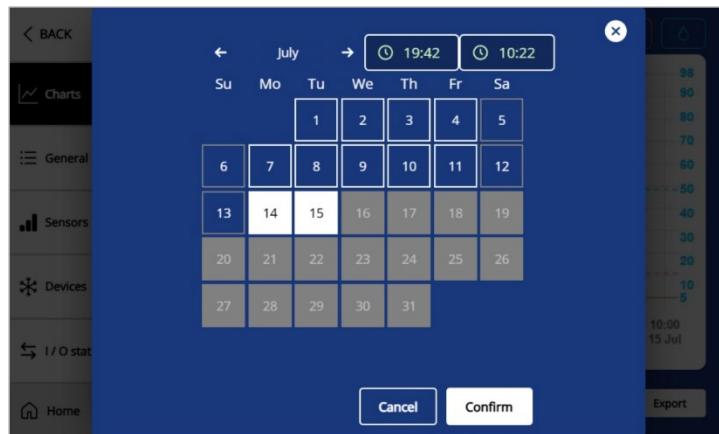 < BACK
Charts
General
Sensors
Devices
I / O stat
Home
← July → 19:42 10:22
Su Mo Tu We Th Fr Sa
1 2 3 4 5
6 7 8 9 10 11 12
13 14 15 16 17 18 19
20 21 22 23 24 25 26
27 28 29 30 31
Cancel Confirm
98
90
80
70
60
50
40
30
20
10
5
10:00
15 Jul
Export